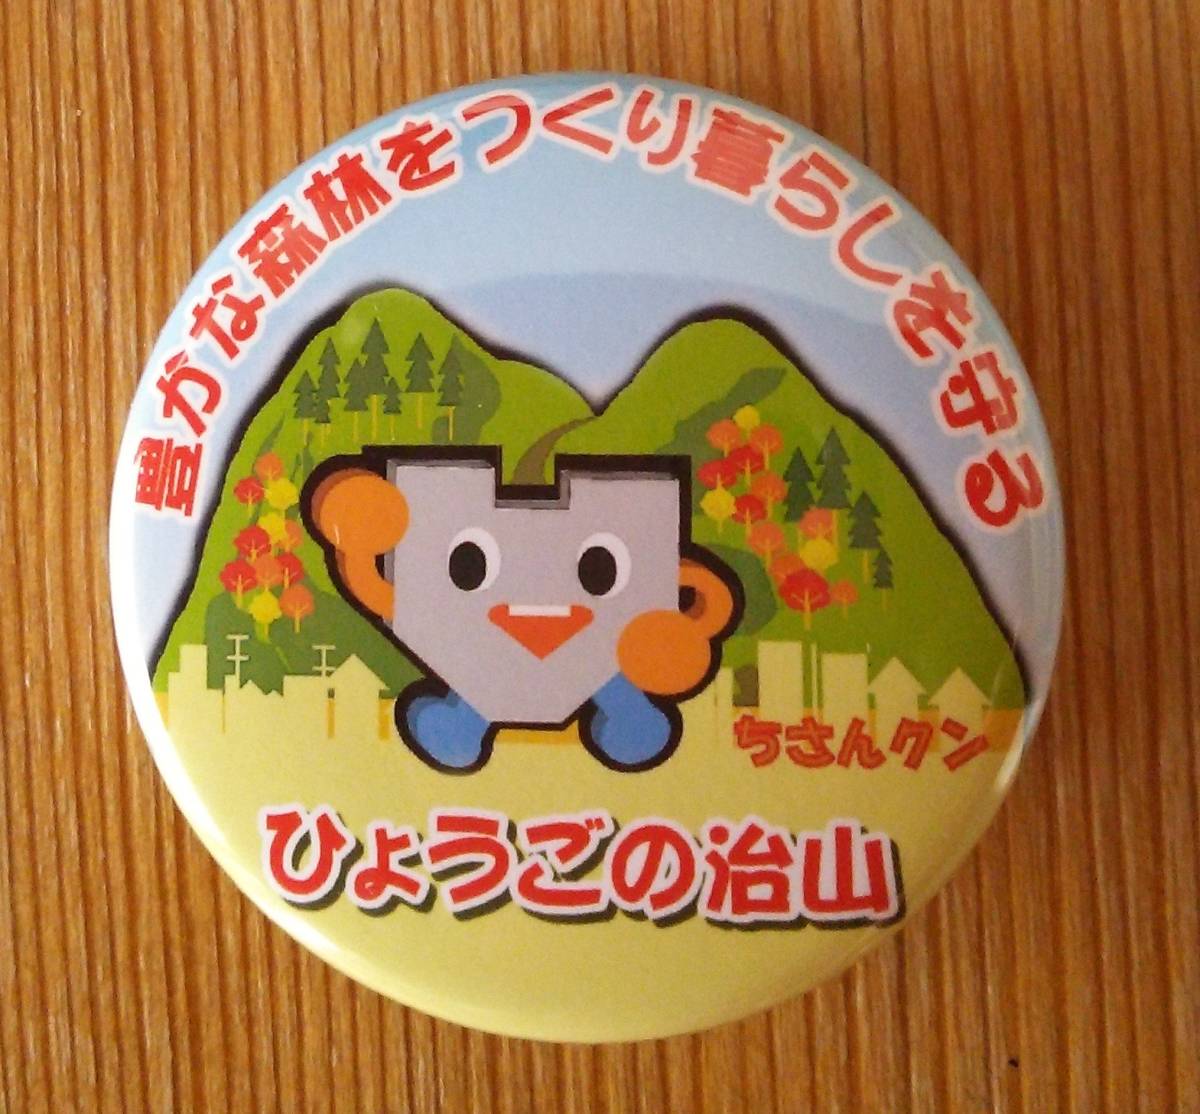 豊かな森林をつくり暮らしを守る
ちさんクン
ひょうごの治山